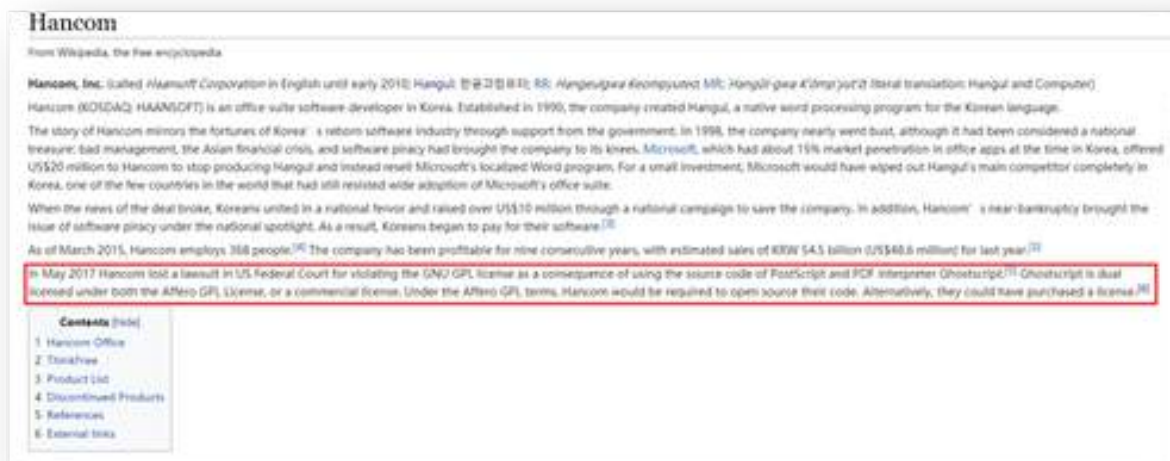 Hancom
From Wikipedia, the free encyclopedia
Hancom, Inc. (called Haansoft Corporation in English until early 2010; Hangul: 한글과컴퓨터; RR: Hangeulgwa Keompyuteo; MR: Hangŭl-gwa K'ŏmp'yut'ŏ literal translation: Hangul and Computer)
Hancom (KOSDAQ: HAANSOFT) is an office suite software developer in Korea. Established in 1990, the company created Hangul, a native word processing program for the Korean language.
The story of Hancom mirrors the fortunes of Korea' s reborn software industry through support from the government. In 1998, the company nearly went bust, although it had been considered a national
treasure: bad management, the Asian financial crisis, and software piracy had brought the company to its knees. Microsoft, which had about 15% market penetration in office apps at the time in Korea, offered
US$20 million to Hancom to stop producing Hangul and instead resell Microsoft's localized Word program. For a small investment, Microsoft would have wiped out Hangul's main competitor completely in
Korea, one of the few countries in the world that had still resisted wide adoption of Microsoft's office suite.
When the news of the deal broke, Koreans united in a national fervor and raised over US$10 million through a national campaign to save the company. In addition, Hancom' s near-bankruptcy brought the
issue of software piracy under the national spotlight. As a result, Koreans began to pay for their software.[3]
As of March 2015, Hancom employs 368 people.[4] The company has been profitable for nine consecutive years, with estimated sales of KRW 54.5 billion (US$48.6 million) for last year.
In May 2017 Hancom lost a lawsuit in US Federal Court for violating the GNU GPL license as a consequence of using the source code of PostScript and PDF interpreter Ghostscript.[5] Ghostscript is dual
licensed under both the Affero GPL License, or a commercial license. Under the Affero GPL terms, Hancom would be required to open source their code. Alternatively, they could have purchased a license.[6]
Contents [hide]
1 Hancom Office
2 ThinkFree
3 Product List
4 Discontinued Products
5 References
6 External links